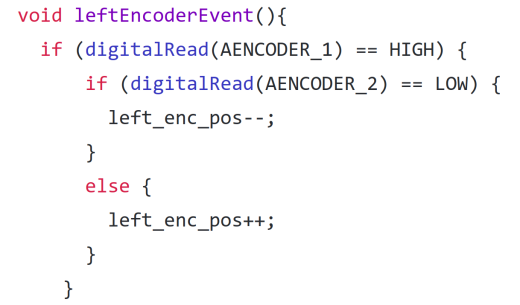 void leftEncoderEvent(){
if (digitalRead(AENCODER_1) == HIGH) {
if (digitalRead(AENCODER_2) == LOW) {
left_enc_pos--;
}
else {
left_enc_pos++;
}
}